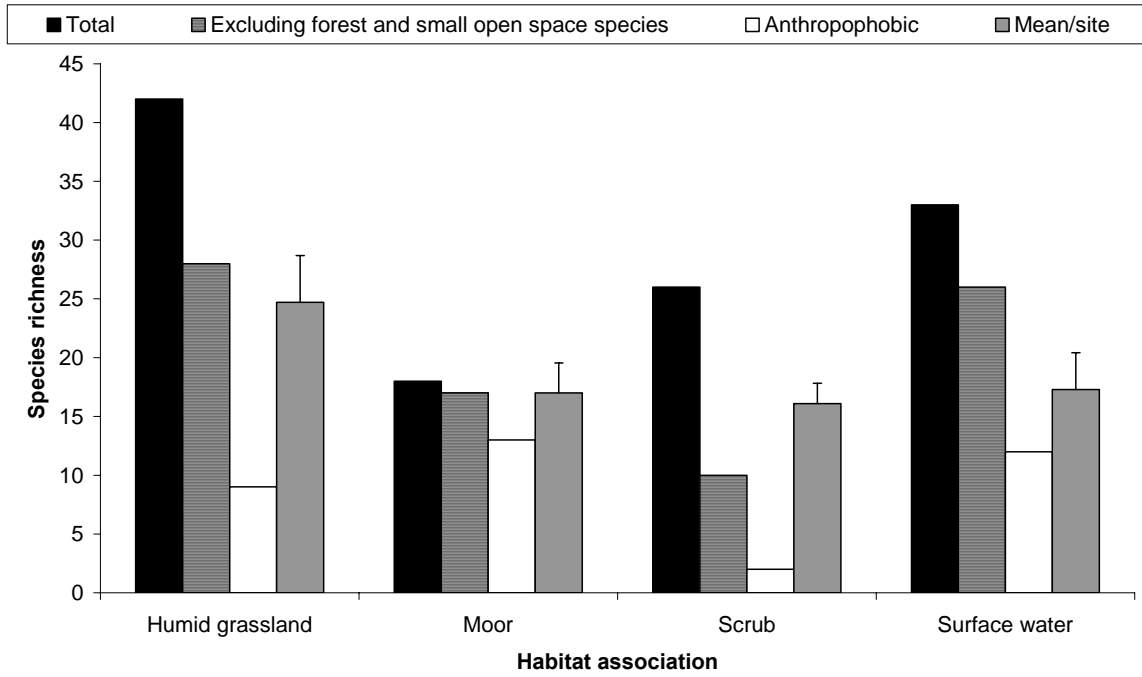 Total Excluding forest and small open space species Anthropophobic Mean/site
45
40
35
30
25
20
15
10
5
0
Species richness
Humid grassland Moor Scrub Surface water
Habitat association